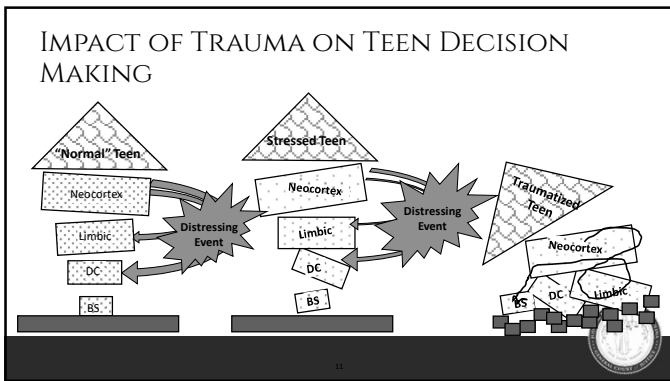 IMPACT OF TRAUMA ON TEEN DECISION
MAKING
"Normal" Teen
Neocortex
Limbic
DC
BS
Distressing
Event
Stressed Teen
Neocortex
Limbic
DC
BS
Distressing
Event
Traumatized
Teen
Neocortex
BS
DC
Limbic
11